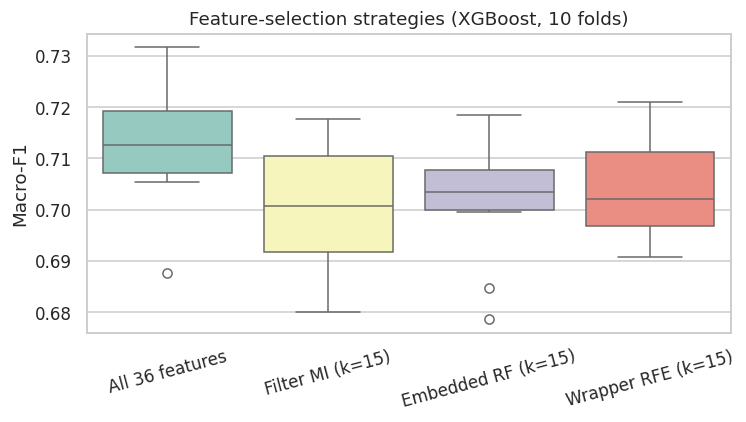 Feature-selection strategies (XGBoost, 10 folds)
Macro-F1
0.73
0.72
0.71
0.70
0.69
0.68
All 36 features
Filter MI (k=15)
Embedded RF (k=15)
Wrapper RFE (k=15)